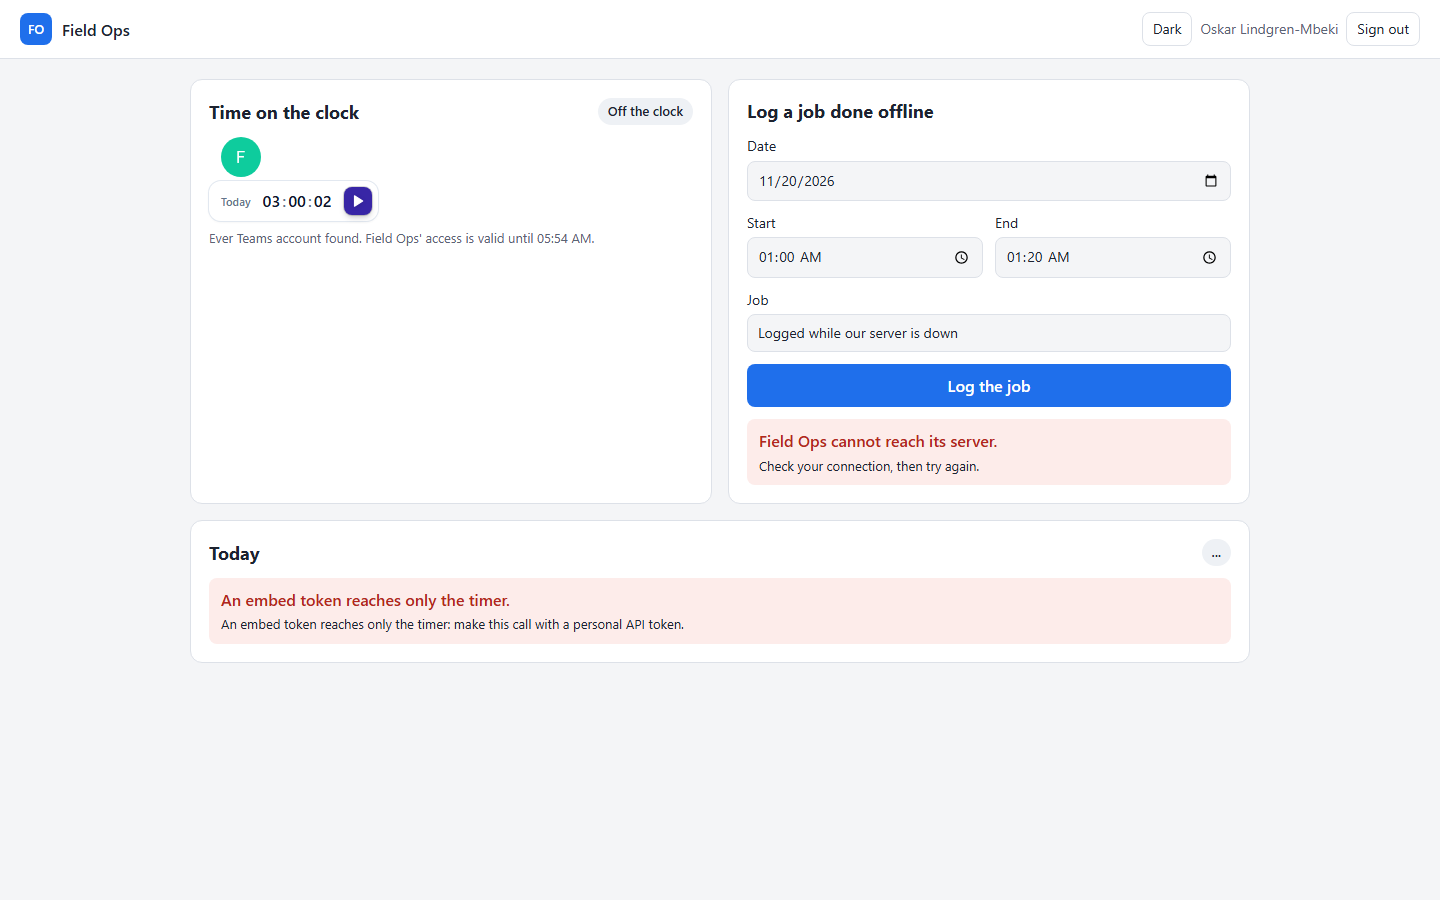 FO
Field Ops
Dark
Oskar Lindgren-Mbeki
Sign out
Time on the clock
Off the clock
F
Today 03:00:02
Ever Teams account found. Field Ops' access is valid until 05:54 AM.
Log a job done offline
Date
11/20/2026
Start
End
01:00 AM
01:20 AM
Job
Logged while our server is down
Log the job
Field Ops cannot reach its server.
Check your connection, then try again.
Today
...
An embed token reaches only the timer.
An embed token reaches only the timer: make this call with a personal API token.